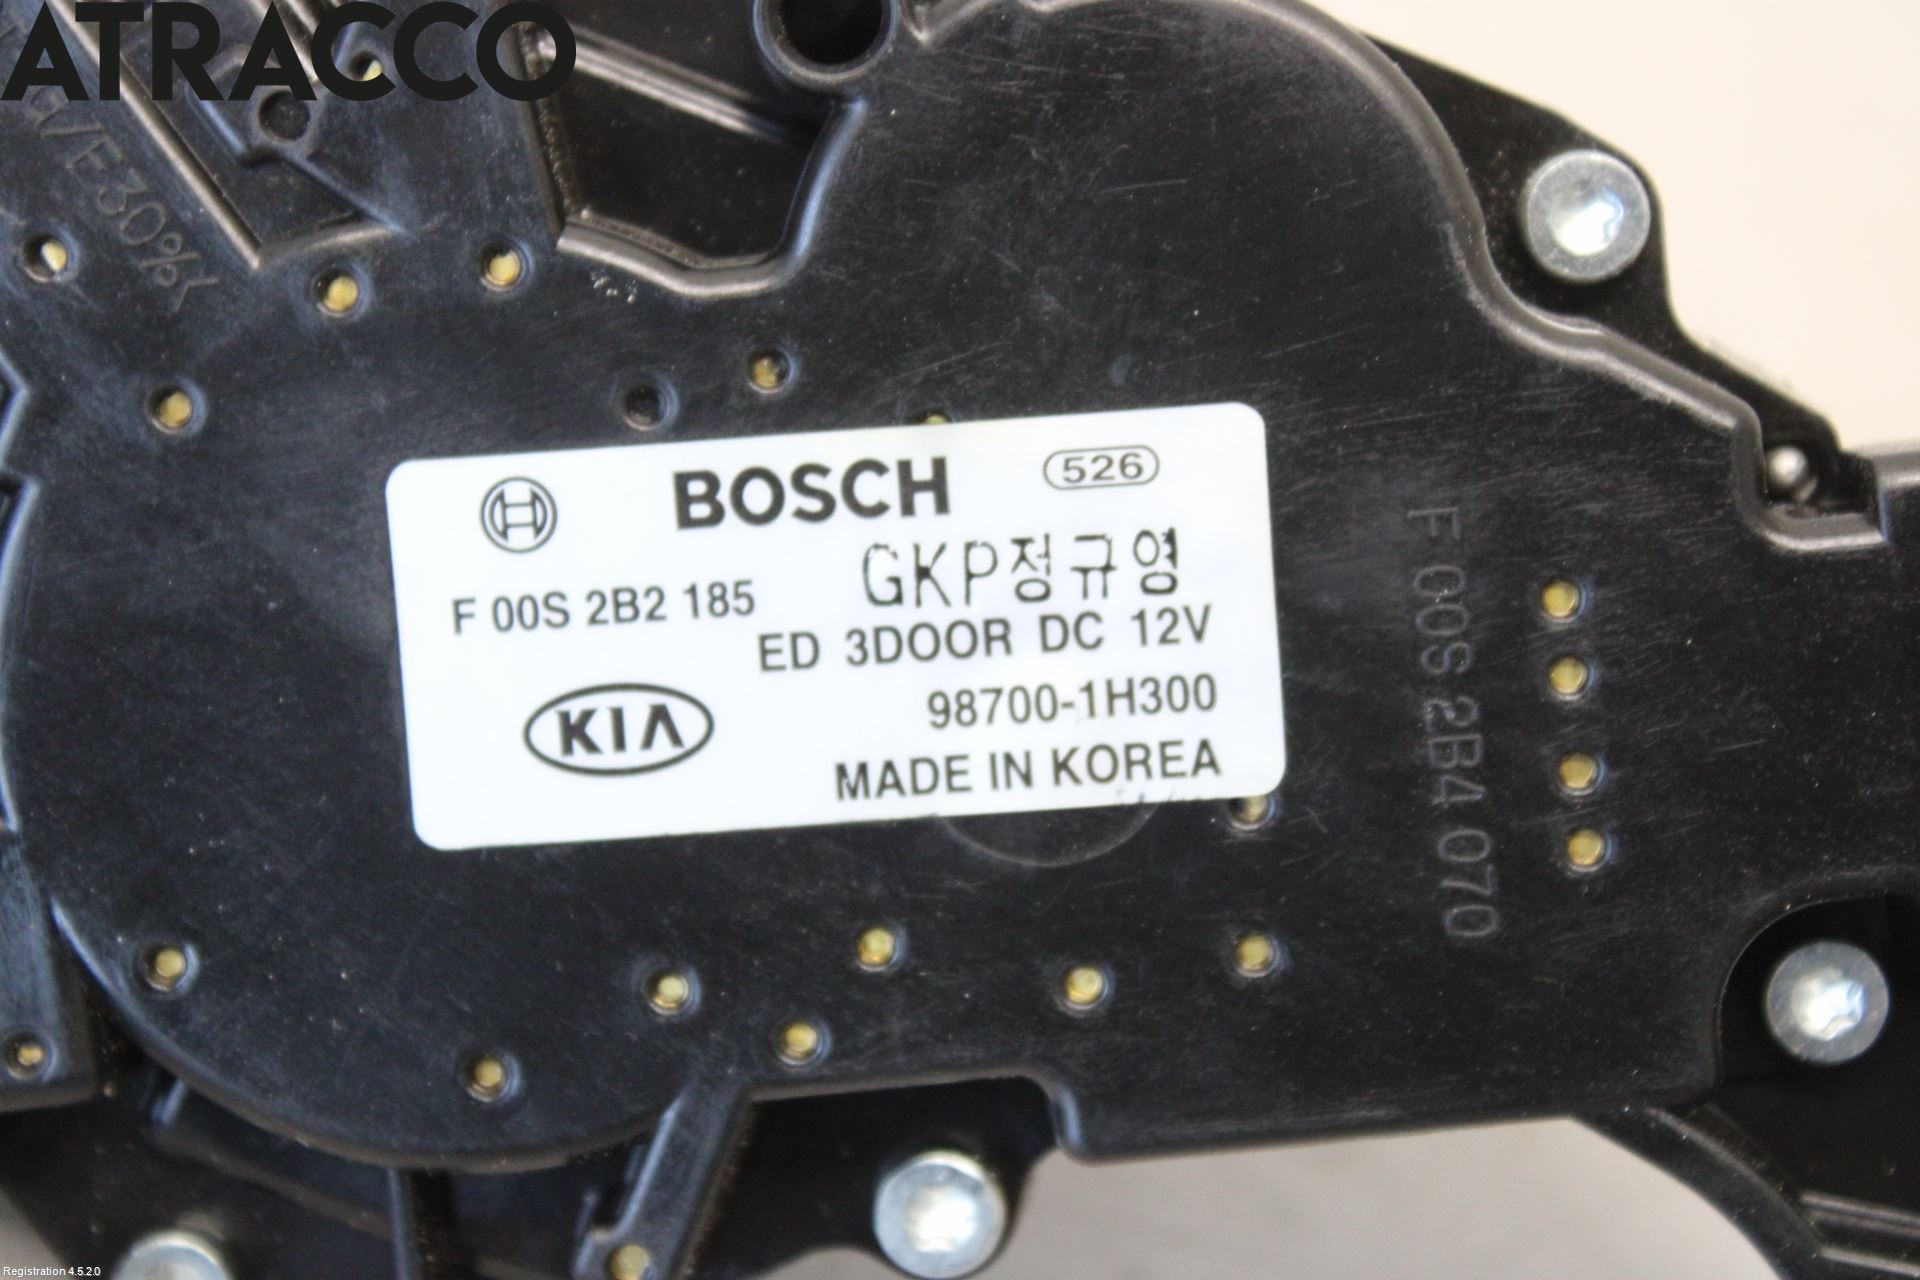 ATRACCO
G/E30%<
BOSCH
526
GKP정규영
F 00S 2B2 185
ED 3DOOR DC 12V
98700-1H300
KIA
MADE IN KOREA
F 00S 2B4 070
Registration 4.5.2.0